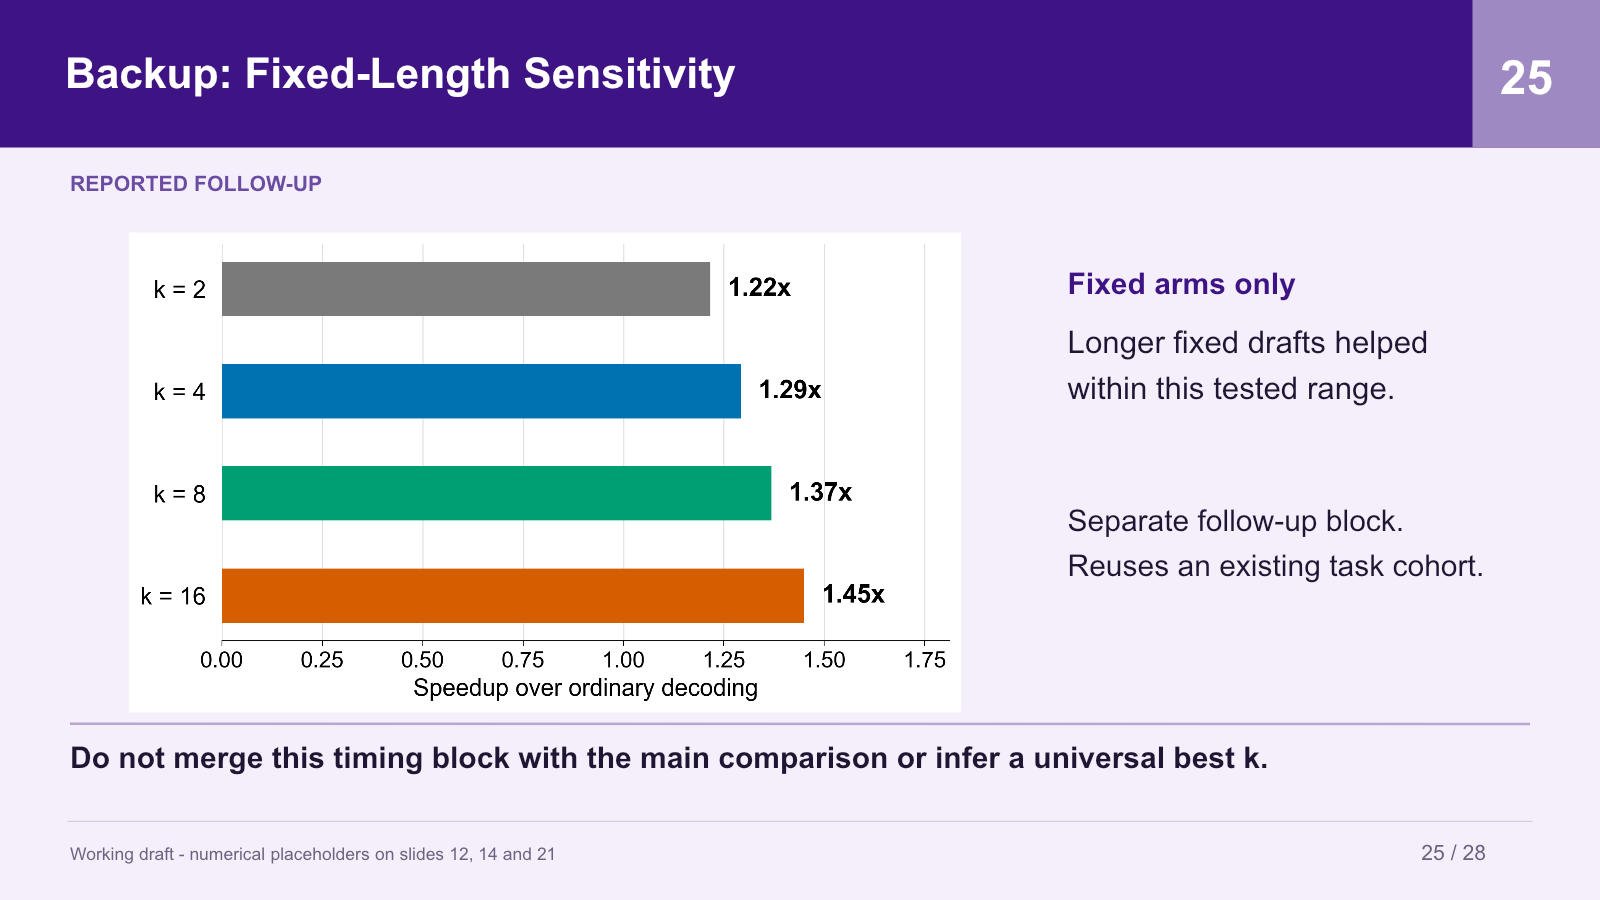 Backup: Fixed-Length Sensitivity
25
REPORTED FOLLOW-UP
k = 2
1.22x
k = 4
1.29x
k = 8
1.37x
k = 16
1.45x
0.00 0.25 0.50 0.75 1.00 1.25 1.50 1.75
Speedup over ordinary decoding
Fixed arms only
Longer fixed drafts helped
within this tested range.
Separate follow-up block.
Reuses an existing task cohort.
Do not merge this timing block with the main comparison or infer a universal best k.
Working draft - numerical placeholders on slides 12, 14 and 21
25 / 28